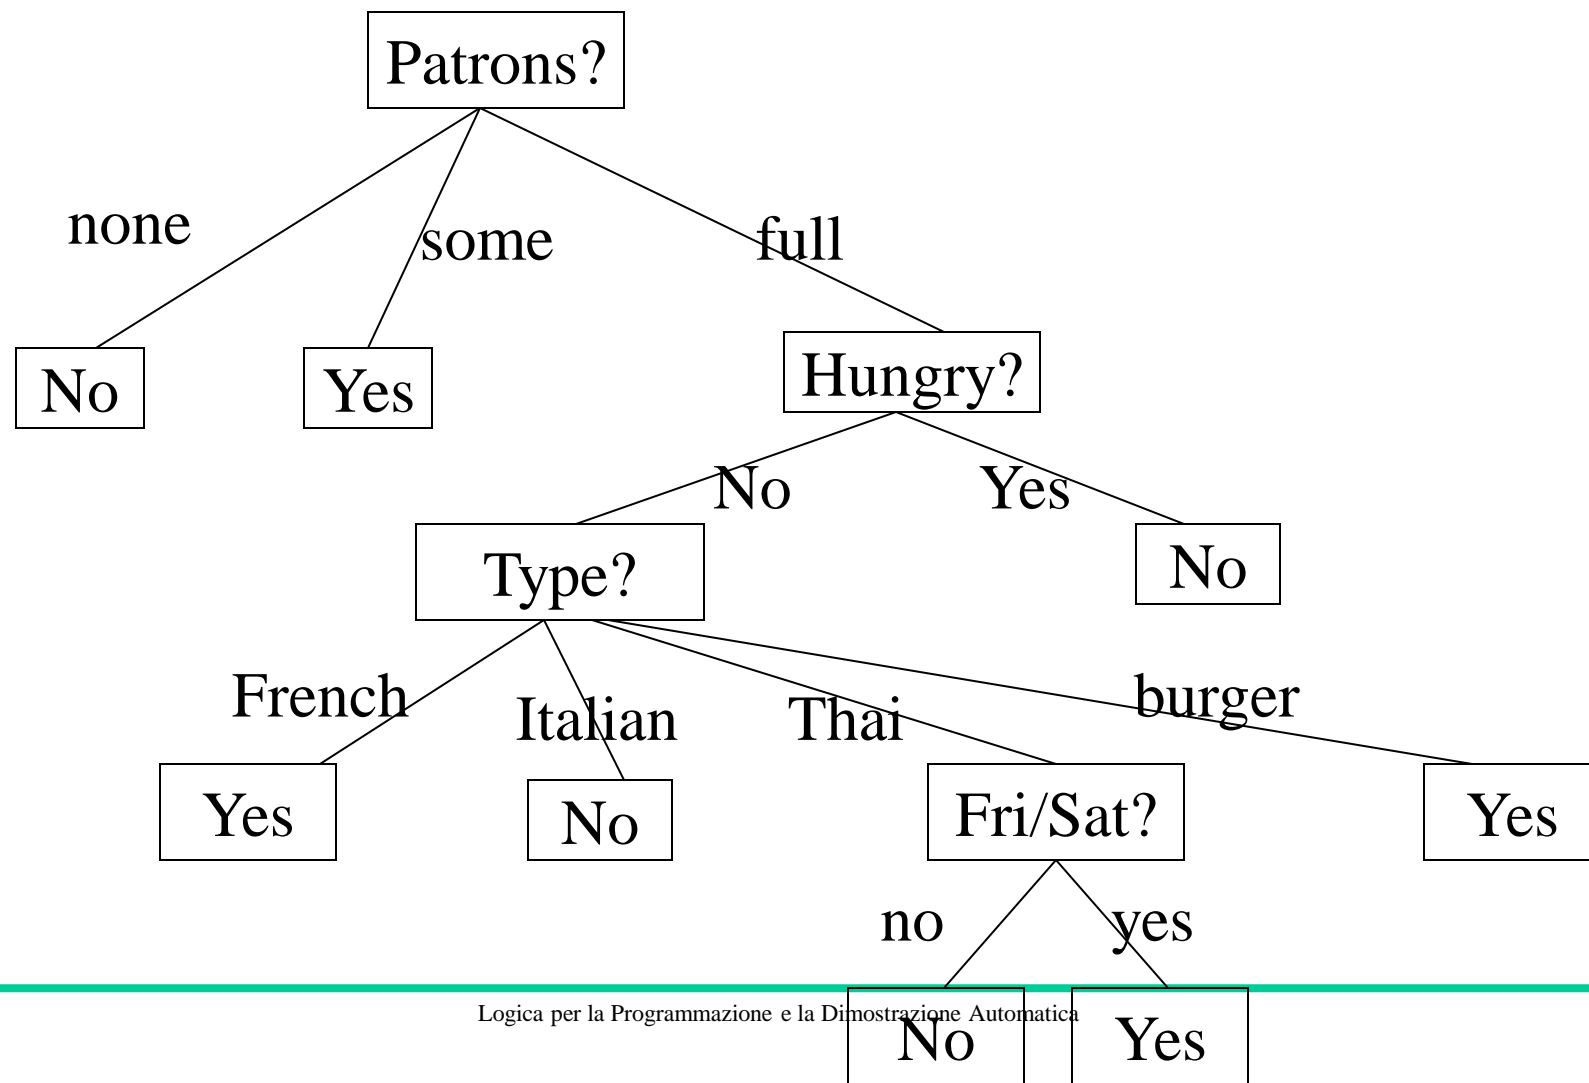 Patrons?
none
some
full
No
Yes
Hungry?
No
Yes
Type?
No
French
Italian
Thai
burger
Yes
No
Fri/Sat?
Yes
no
yes
Logica per la Programmazione e la Dimostrazione Automatica
No
Yes